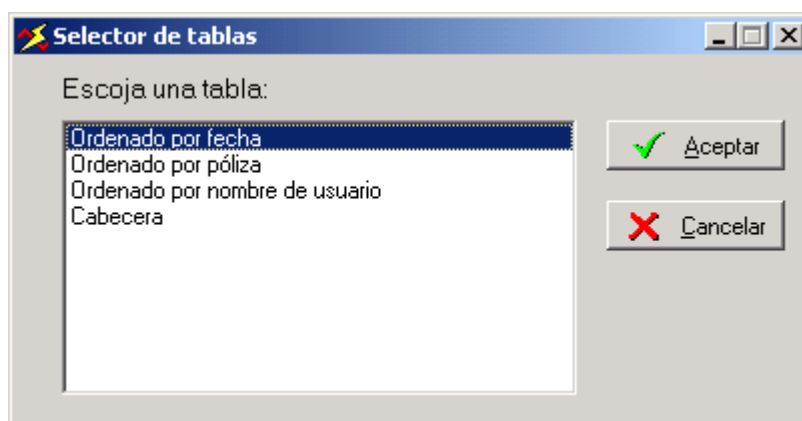 Selector de tablas
Escoja una tabla:
Ordenado por fecha
Ordenado por póliza
Ordenado por nombre de usuario
Cabecera
Aceptar
Cancelar